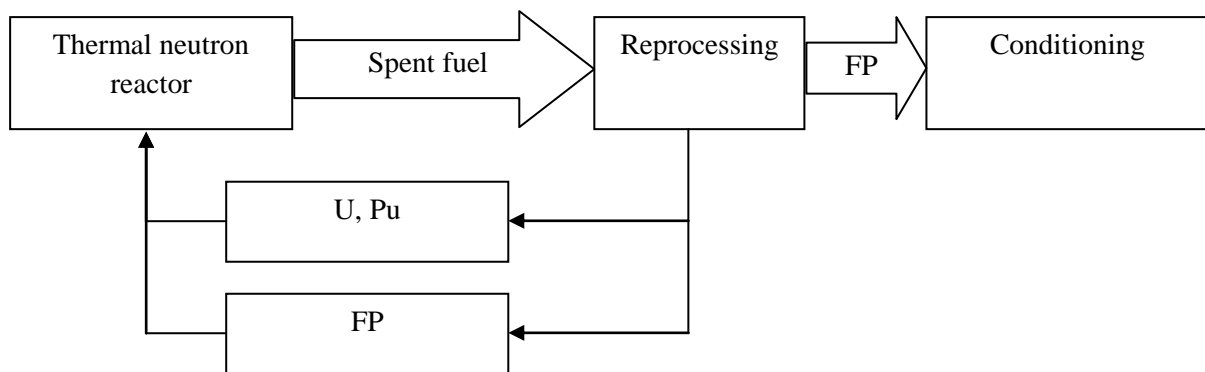 Thermal neutron
reactor
Spent fuel
Reprocessing
FP
Conditioning
U, Pu
FP